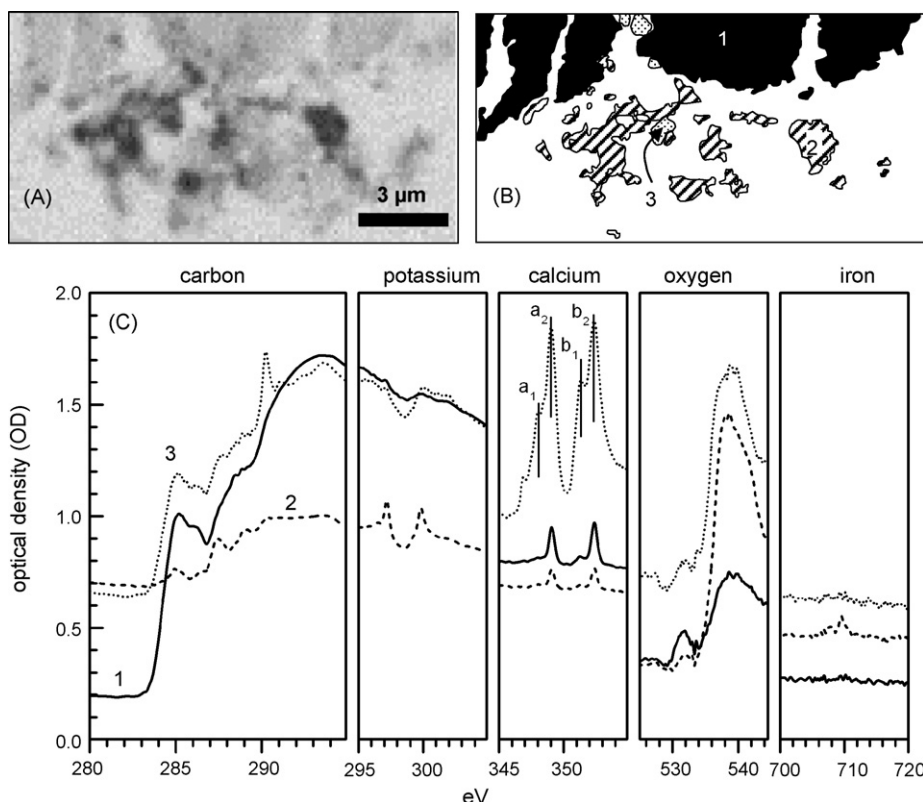 (A)
3 μm
1
2
3
(B)
carbon
potassium
calcium
oxygen
iron
(C)
2.0
1.5
1.0
0.5
0.0
optical density (OD)
3
2
1
a1
a2
b1
b2
280
285
290
295
300
345
350
530
540
700
710
720
eV